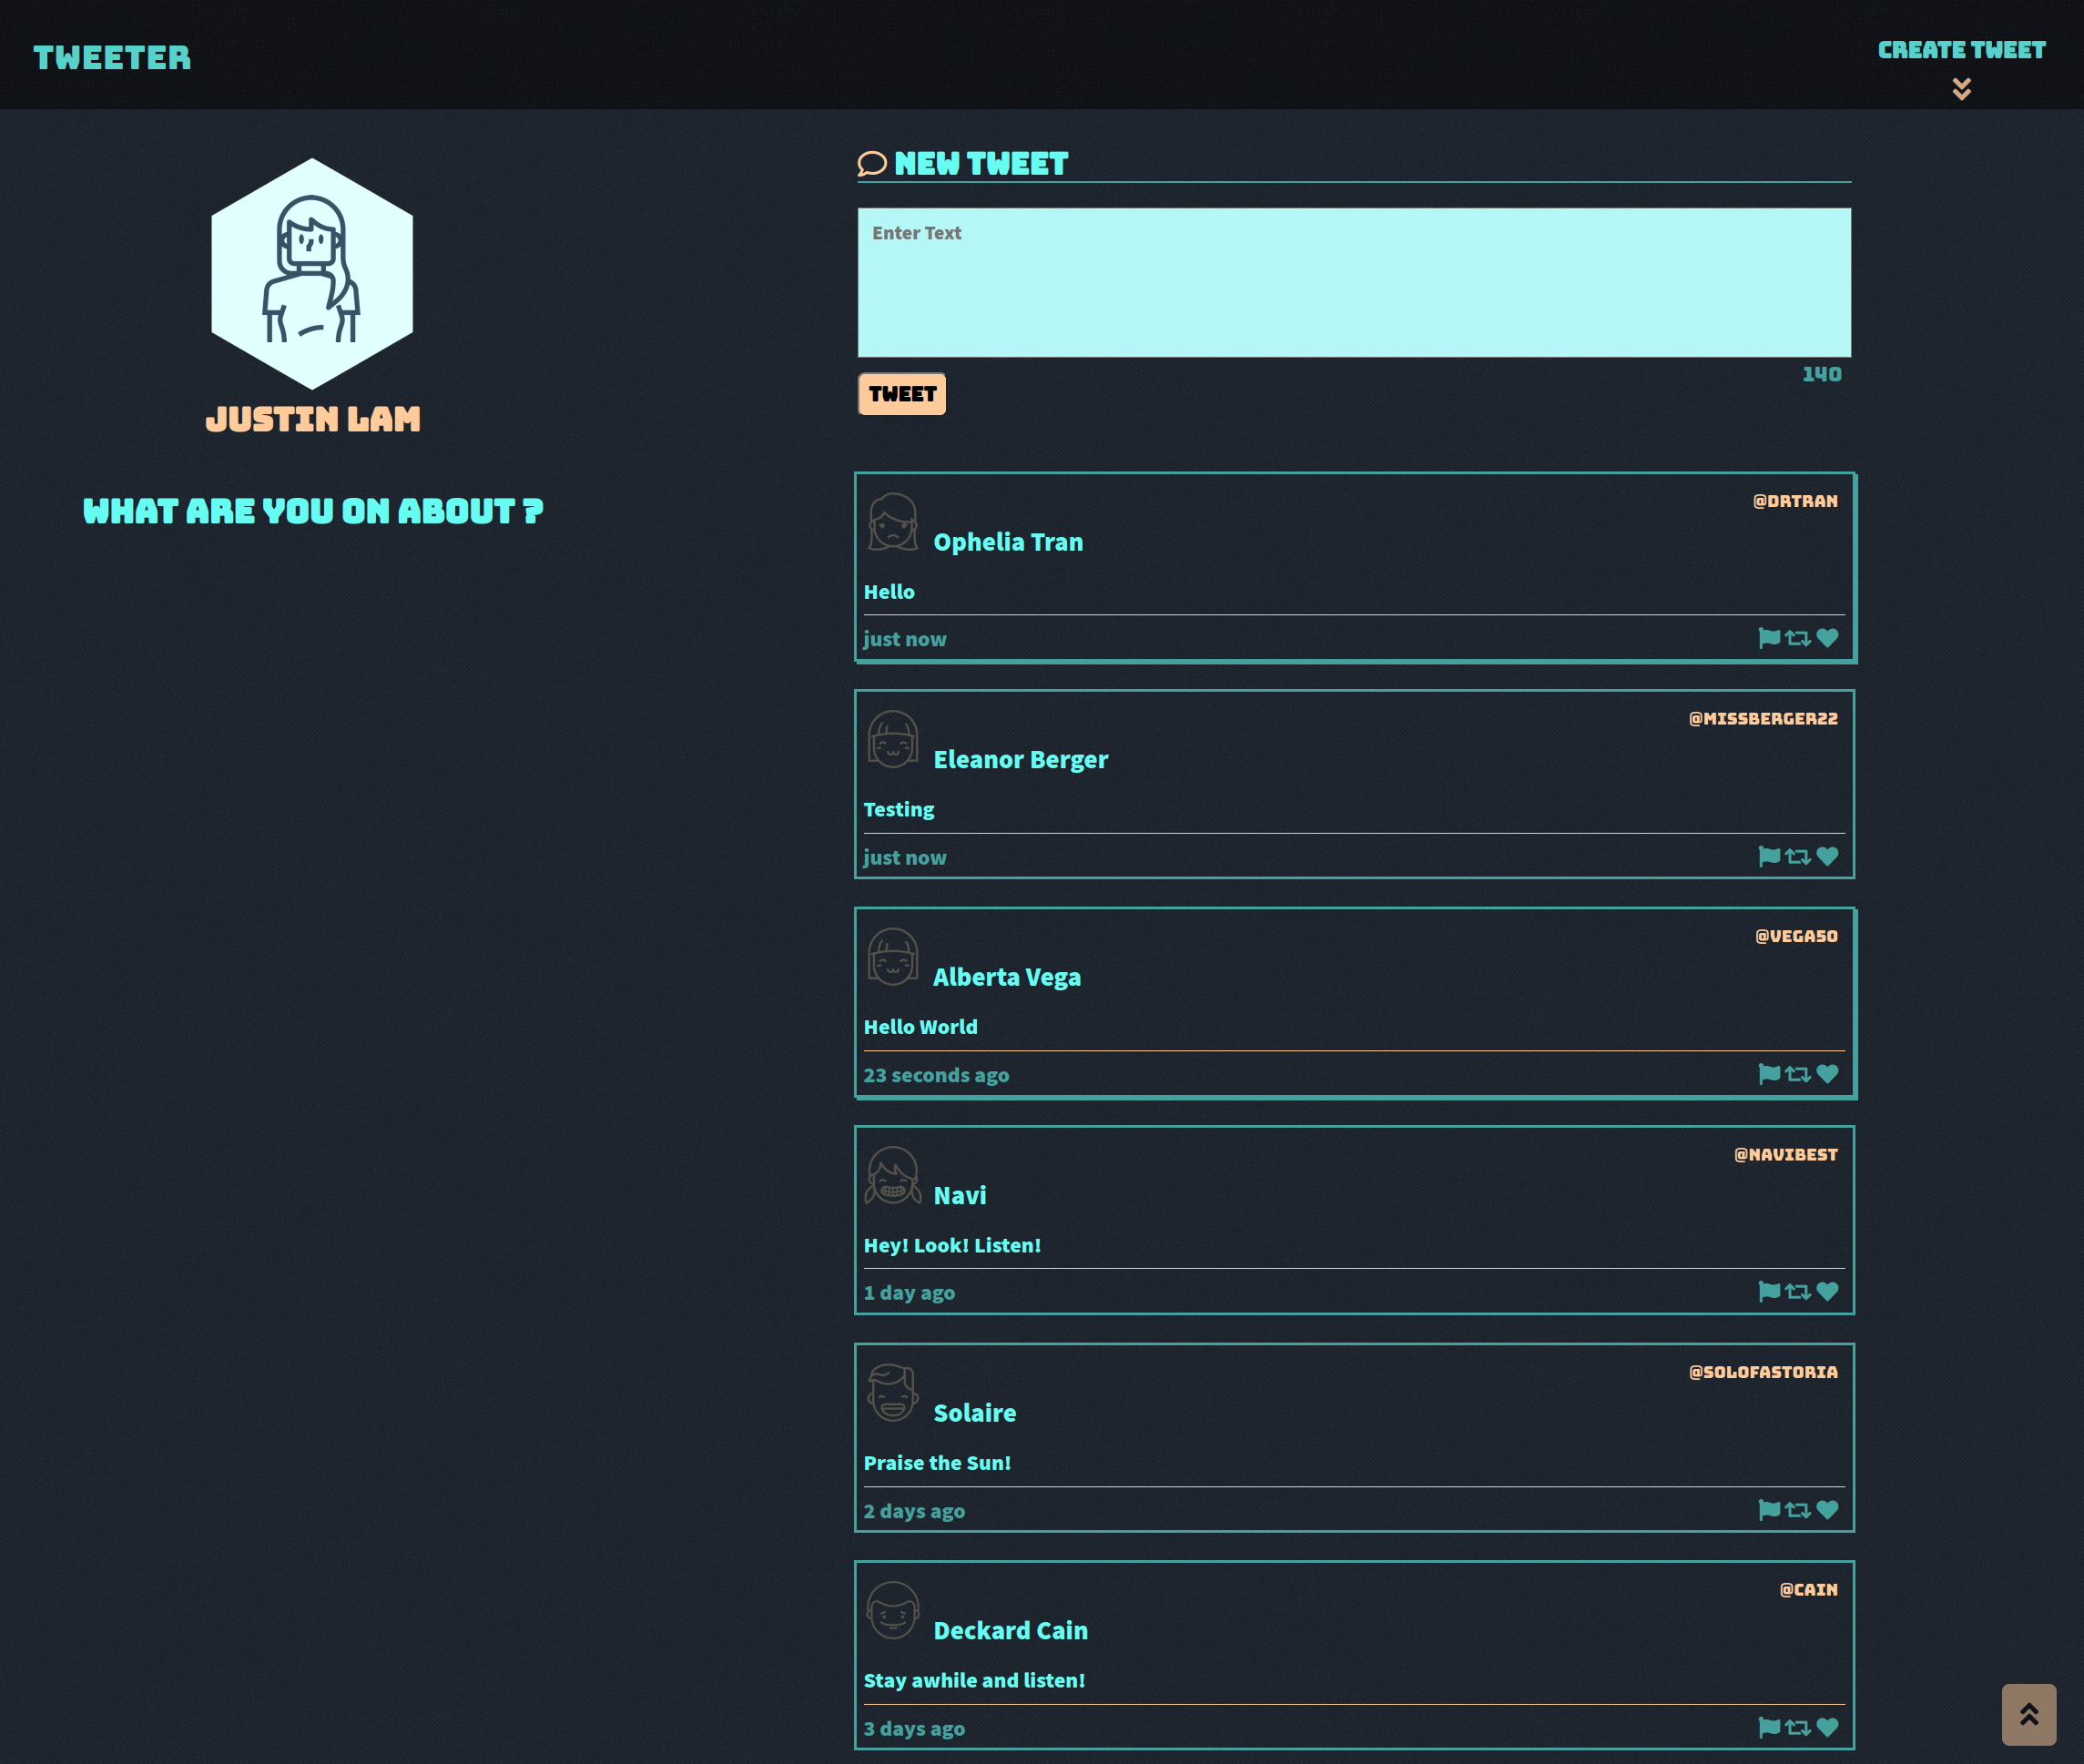 TWEETER
CREATE TWEET
JUSTIN LAM
WHAT ARE YOU ON ABOUT ?
NEW TWEET
Enter Text
TWEET
140
@DRTRAN
Ophelia Tran
Hello
just now
@MISSBERGER22
Eleanor Berger
Testing
just now
@VEGA50
Alberta Vega
Hello World
23 seconds ago
@NAVIBEST
Navi
Hey! Look! Listen!
1 day ago
@SOLOFASTORIA
Solaire
Praise the Sun!
2 days ago
@CAIN
Deckard Cain
Stay awhile and listen!
3 days ago